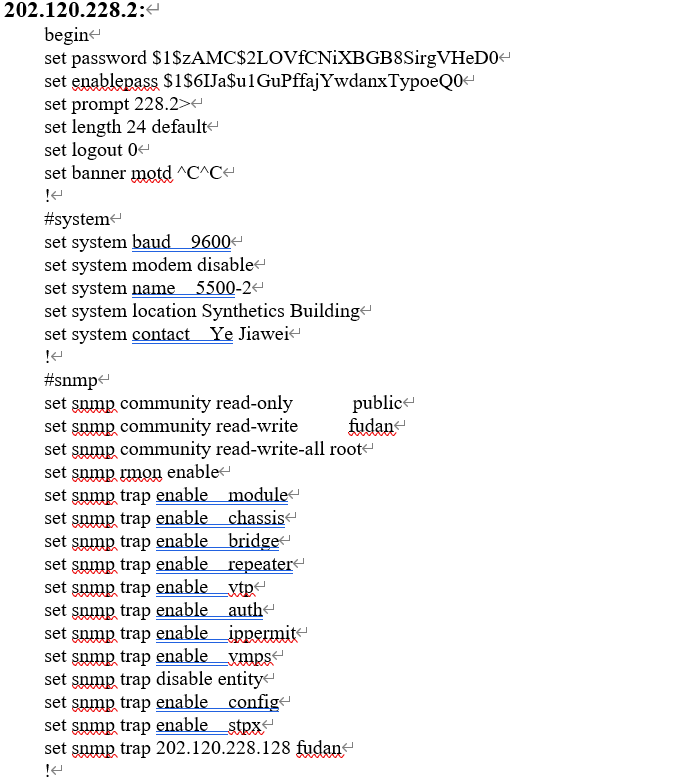 202.120.228.2:
begin
set password $1$zAMC$2LOVfCNiXBGB8SirgVHeD0
set enablepass $1$6IJa$u1GuPffajYwdanxTypoeQ0
set prompt 228.2>
set length 24 default
set logout 0
set banner motd ^C^C
!
#system
set system baud  9600
set system modem disable
set system name  5500-2
set system location Synthetics Building
set system contact  Ye Jiawei
!
#snmp
set snmp community read-only      public
set snmp community read-write     fudan
set snmp community read-write-all root
set snmp rmon enable
set snmp trap enable  module
set snmp trap enable  chassis
set snmp trap enable  bridge
set snmp trap enable  repeater
set snmp trap enable  vtp
set snmp trap enable  auth
set snmp trap enable  ippermit
set snmp trap enable  vmps
set snmp trap disable entity
set snmp trap enable  config
set snmp trap enable  stpx
set snmp trap 202.120.228.128 fudan
!